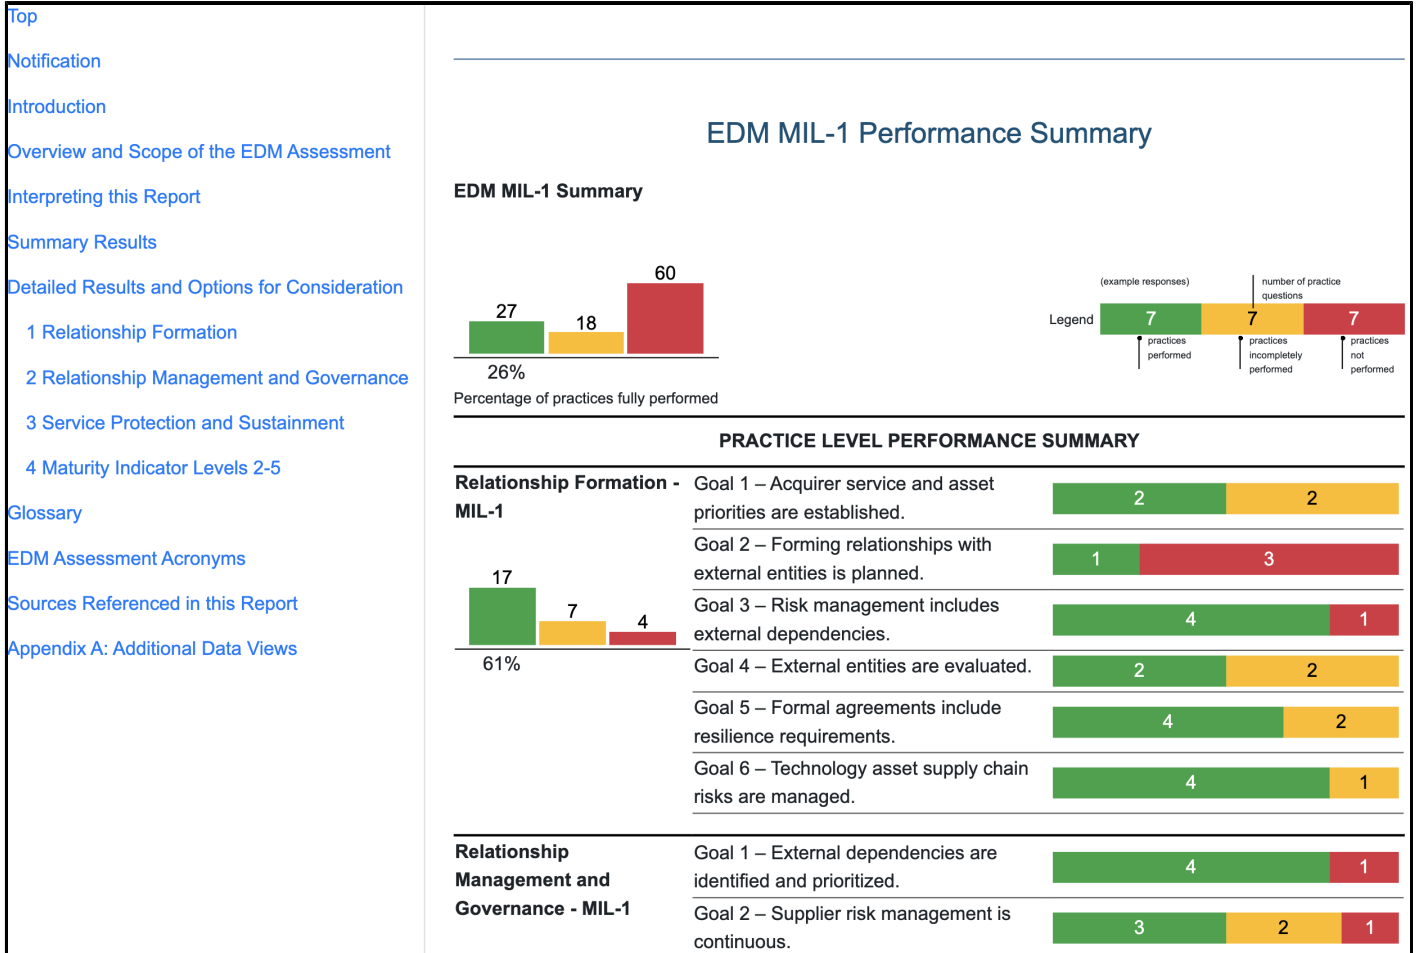 Top
Notification
Introduction
Overview and Scope of the EDM Assessment
Interpreting this Report
Summary Results
Detailed Results and Options for Consideration
1 Relationship Formation
2 Relationship Management and Governance
3 Service Protection and Sustainment
4 Maturity Indicator Levels 2-5
Glossary
EDM Assessment Acronyms
Sources Referenced in this Report
Appendix A: Additional Data Views
EDM MIL-1 Performance Summary
EDM MIL-1 Summary
27
18
60
26%
Percentage of practices fully performed
(example responses)
number of practice
questions
Legend
7
7
7
practices
performed
practices
incompletely
performed
practices
not
performed
PRACTICE LEVEL PERFORMANCE SUMMARY
Relationship Formation -
MIL-1
17
7
4
61%
Goal 1 – Acquirer service and asset
priorities are established.
2
2
Goal 2 – Forming relationships with
external entities is planned.
1
3
Goal 3 – Risk management includes
external dependencies.
4
1
Goal 4 – External entities are evaluated.
2
2
Goal 5 – Formal agreements include
resilience requirements.
4
2
Goal 6 – Technology asset supply chain
risks are managed.
4
1
Relationship
Management and
Governance - MIL-1
Goal 1 – External dependencies are
identified and prioritized.
4
1
Goal 2 – Supplier risk management is
continuous.
3
2
1